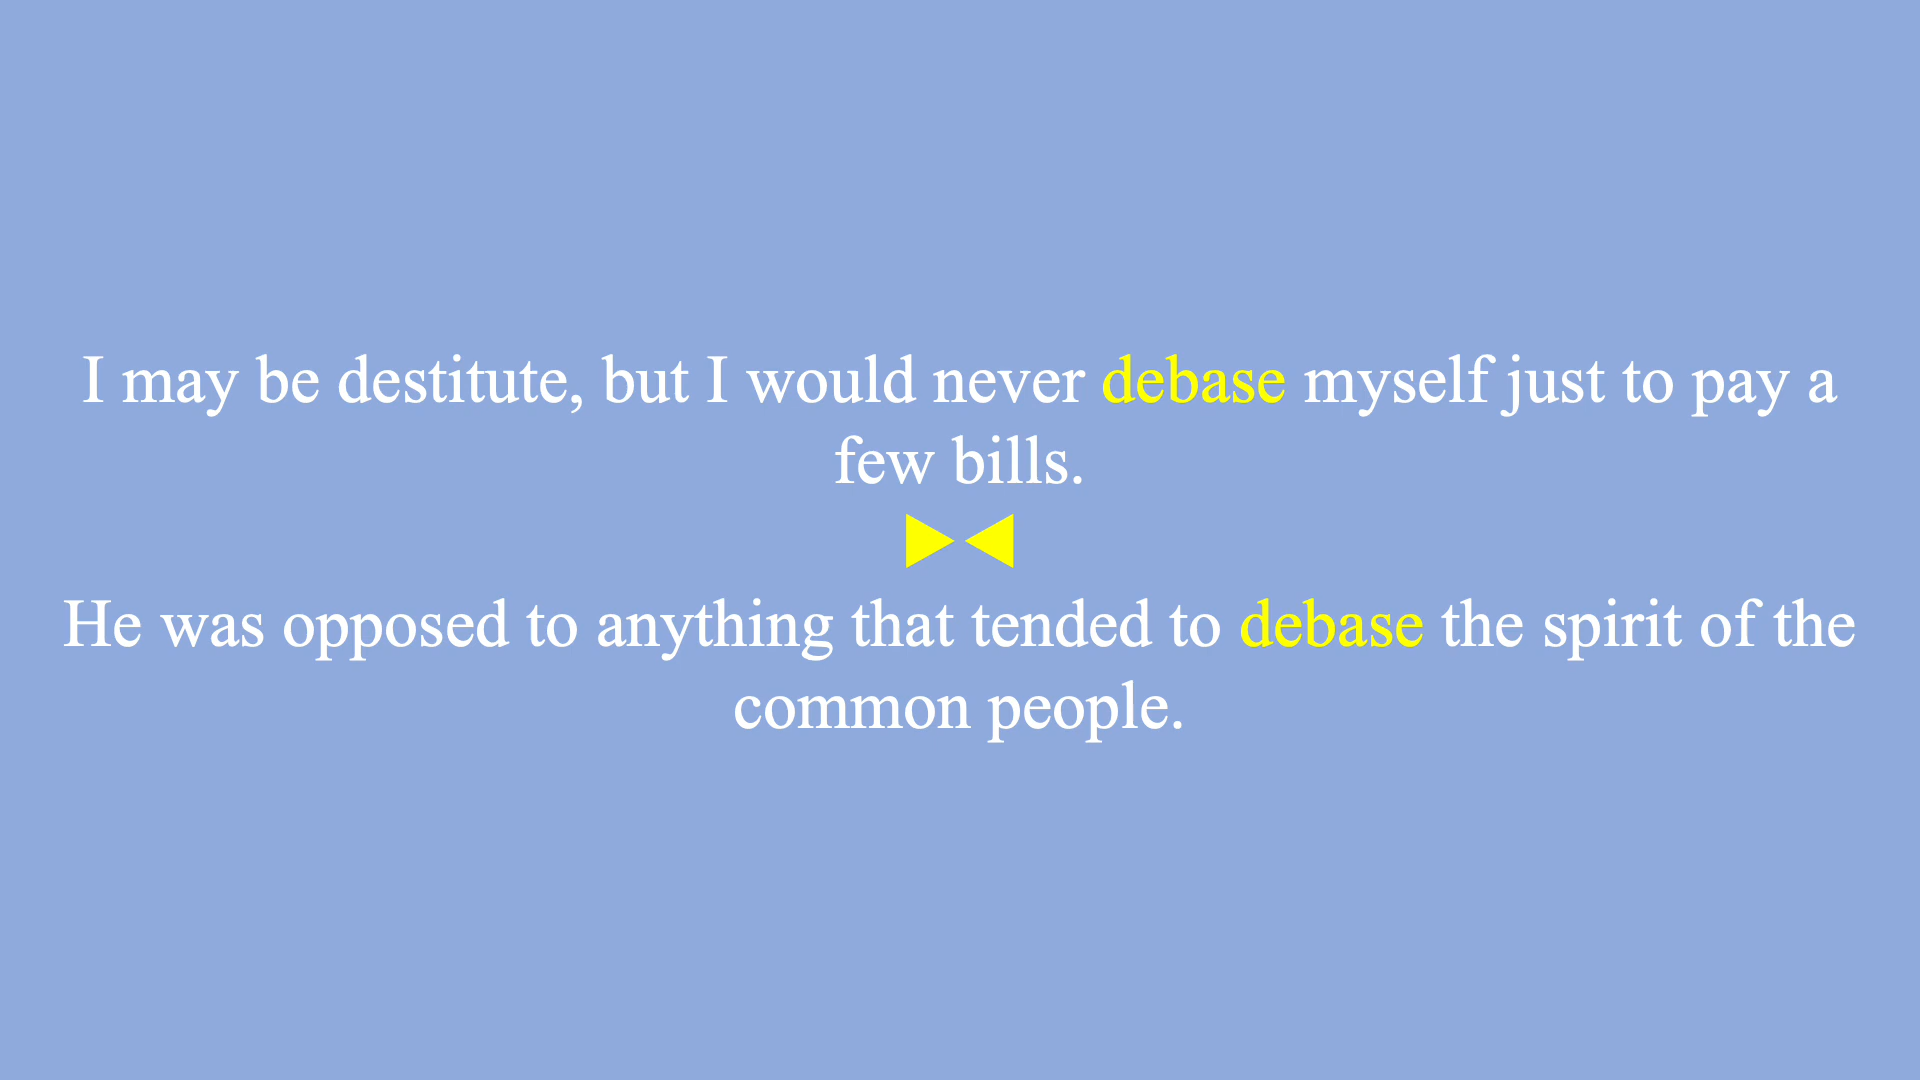 I may be destitute, but I would never debase myself just to pay a
few bills.
▶◀
He was opposed to anything that tended to debase the spirit of the
common people.